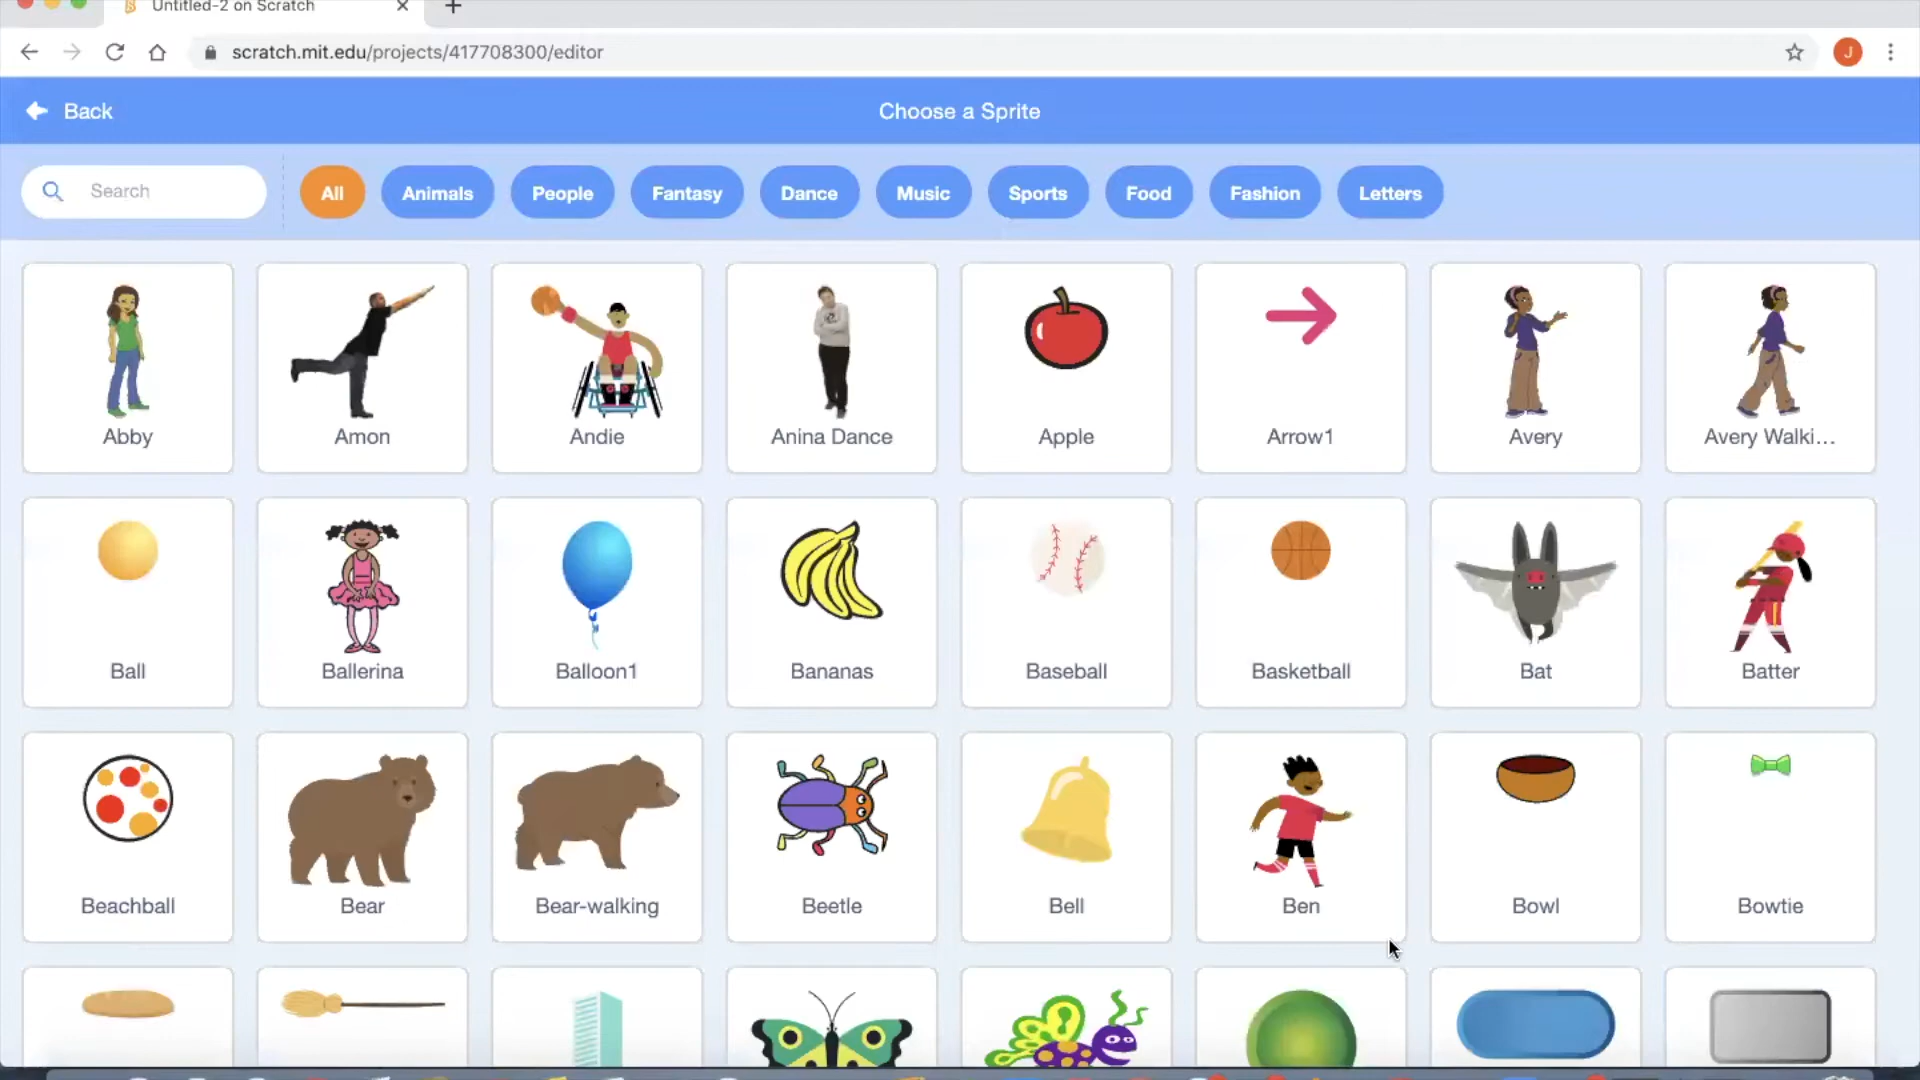 Untitled-2 on Scratch
scratch.mit.edu/projects/417708300/editor
J
Back
Choose a Sprite
Search
All
Animals
People
Fantasy
Dance
Music
Sports
Food
Fashion
Letters
Abby
Amon
Andie
Anina Dance
Apple
Arrow1
Avery
Avery Walki...
Ball
Ballerina
Balloon1
Bananas
Baseball
Basketball
Bat
Batter
Beachball
Bear
Bear-walking
Beetle
Bell
Ben
Bowl
Bowtie